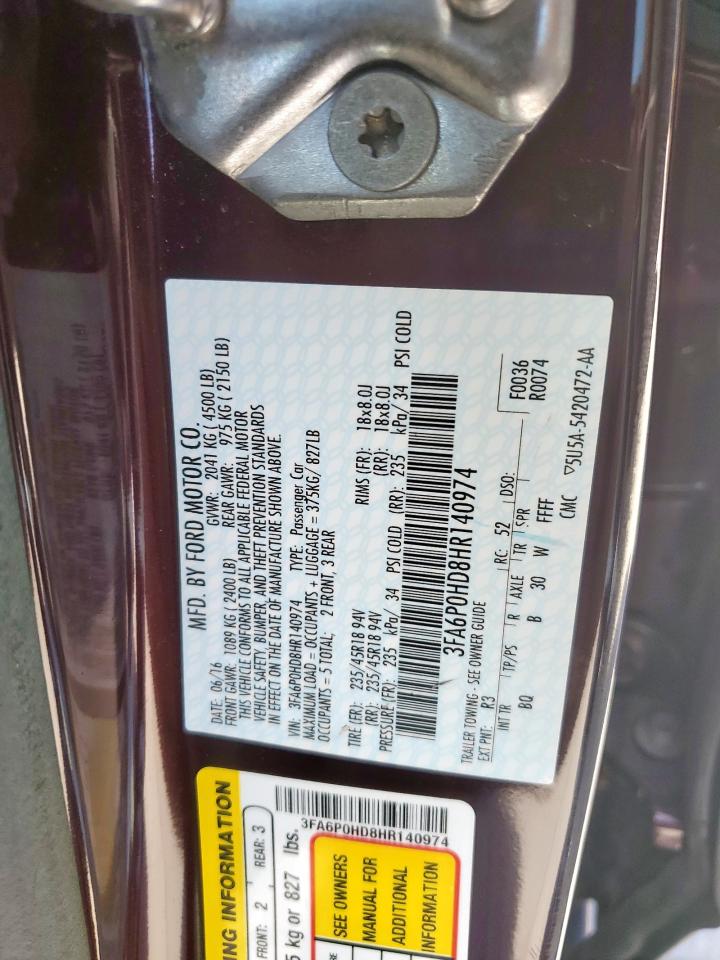 MFD. BY FORD MOTOR CO.
DATE: 06/16 GVWR: 2041 KG ( 4500 LB)
FRONT GAWR: 1089 KG ( 2400 LB) REAR GAWR: 975 KG ( 2150 LB)
THIS VEHICLE CONFORMS TO ALL APPLICABLE FEDERAL MOTOR
VEHICLE SAFETY, BUMPER, AND THEFT PREVENTION STANDARDS
IN EFFECT ON THE DATE OF MANUFACTURE SHOWN ABOVE.
VIN: 3FA6P0HD8HR140974 TYPE: Passenger Car
MAXIMUM LOAD = OCCUPANTS + LUGGAGE = 375KG/ 827LB
OCCUPANTS = 5 TOTAL; 2 FRONT, 3 REAR
TIRE (FR): 235/45R18 94V RIMS (FR): 18x8.0J
(RR): 235/45R18 94V (RR): 18x8.0J
PRESSURE (FR): 235 kPa/ 34 PSI COLD (RR): 235 kPa/ 34 PSI COLD
3FA6P0HD8HR140974
TRAILER TOWING - SEE OWNER GUIDE
EXT PNT: R3 RC: 52 DSO: F0036
INT TR TP/PS R AXLE TR SPR R0074
BQ B 30 W FFFF
CMC ▽5U5A-5420472-AA
NG INFORMATION
FRONT: 2 REAR: 3
5 kg or 827 lbs.
3FA6P0HD8HR140974
SEE OWNERS
MANUAL FOR
ADDITIONAL
INFORMATION